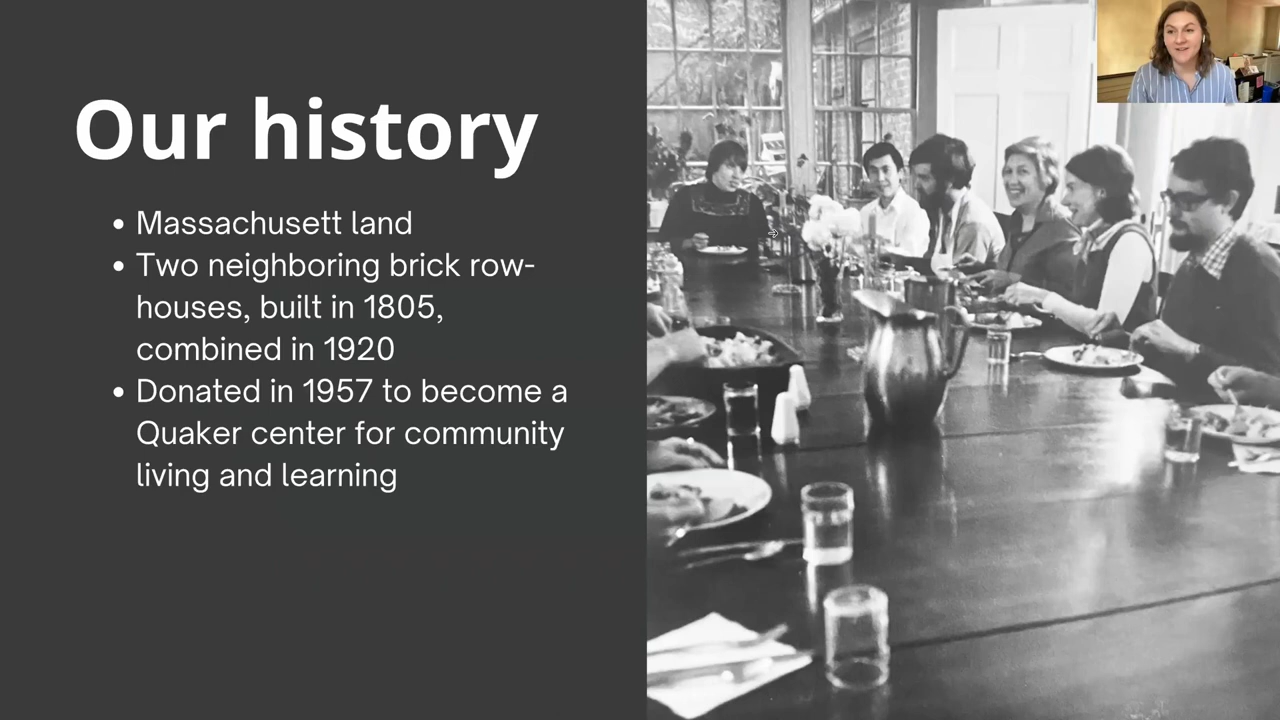 Our history
• Massachusett land
• Two neighboring brick row-
houses, built in 1805,
combined in 1920
• Donated in 1957 to become a
Quaker center for community
living and learning